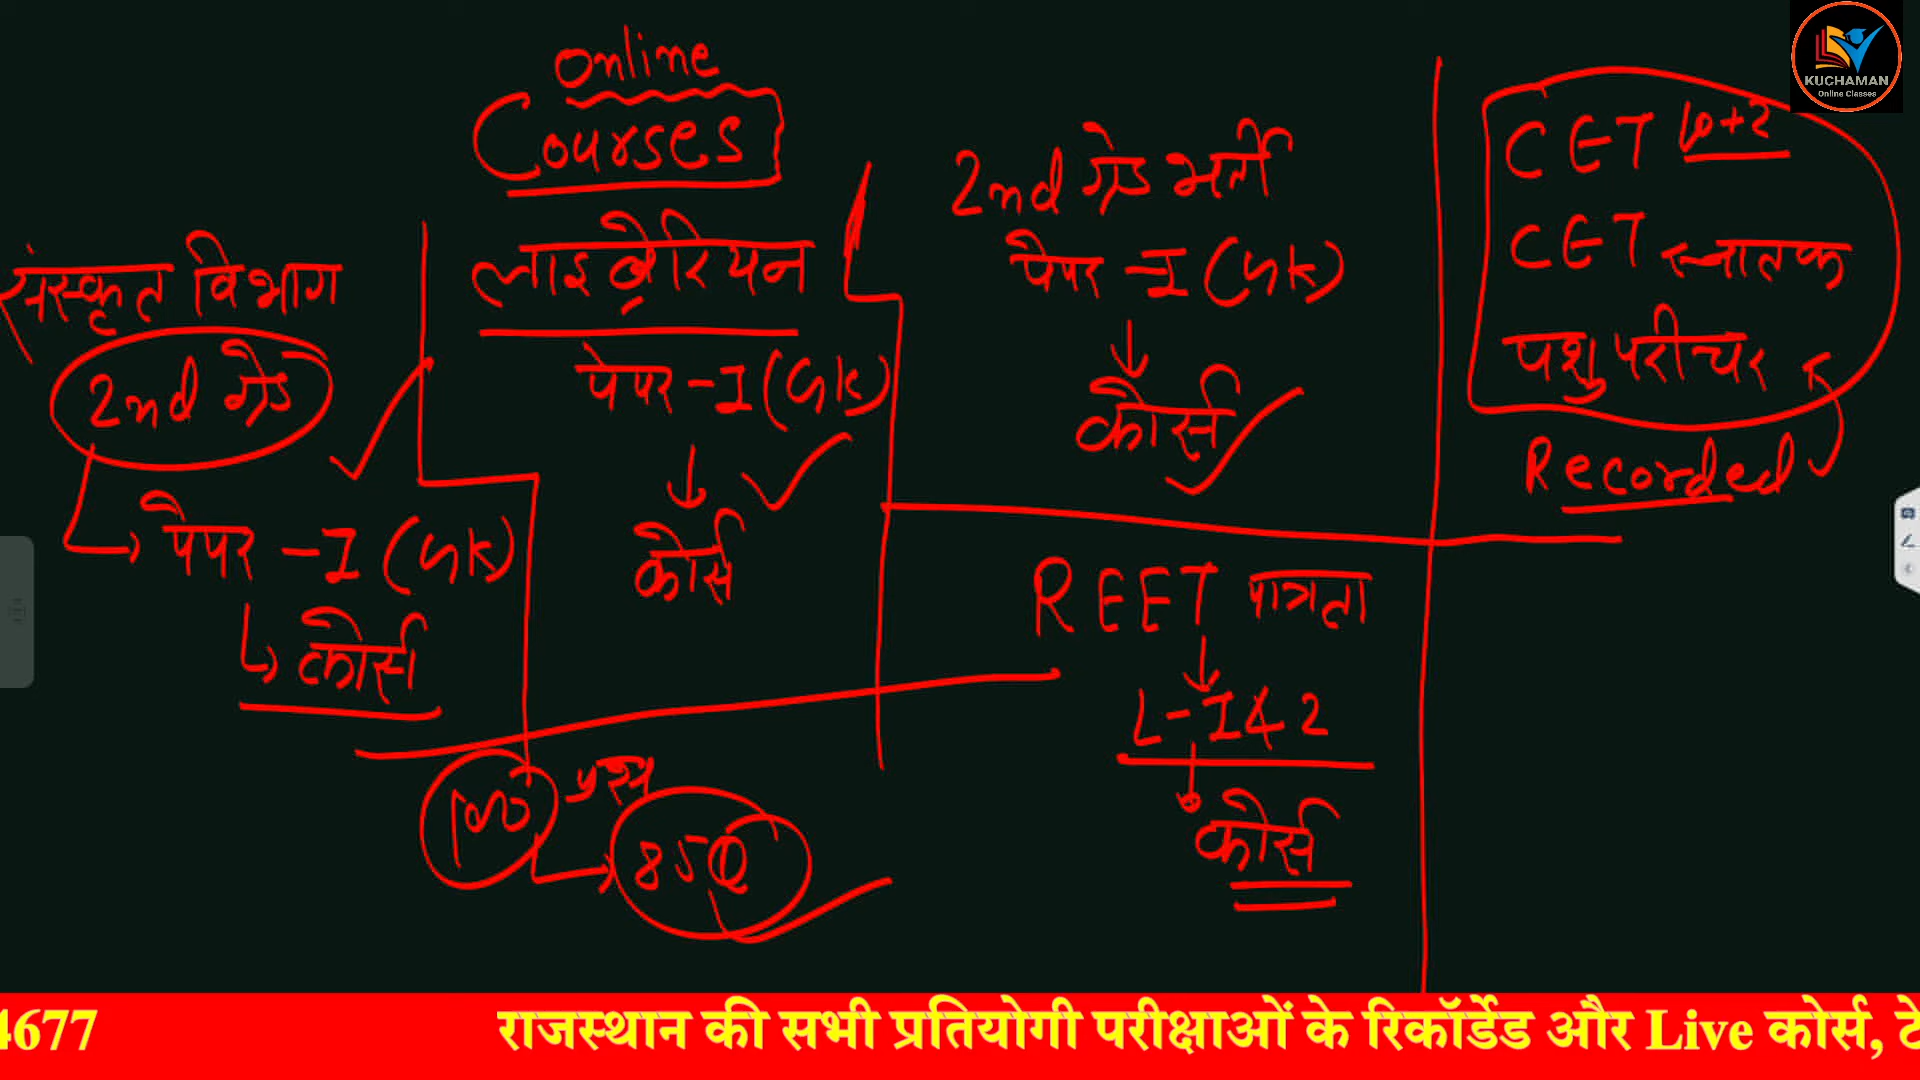 Online
Courses
संस्कृत विभाग
2nd ग्रेड
पेपर - I (GK)
कोर्स
लाइब्रेरियन
पेपर - I (GK)
कोर्स
2nd ग्रेड भर्ती
पेपर - I (GK)
कोर्स
CET 10+2
CET स्नातक
पशु परीचर
Recorded
REET पात्रता
L-I&2
कोर्स
100 प्रश्न
85
KUCHAMAN
Online Classes
4677 राजस्थान की सभी प्रतियोगी परीक्षाओं के रिकॉर्डेड और Live कोर्स,